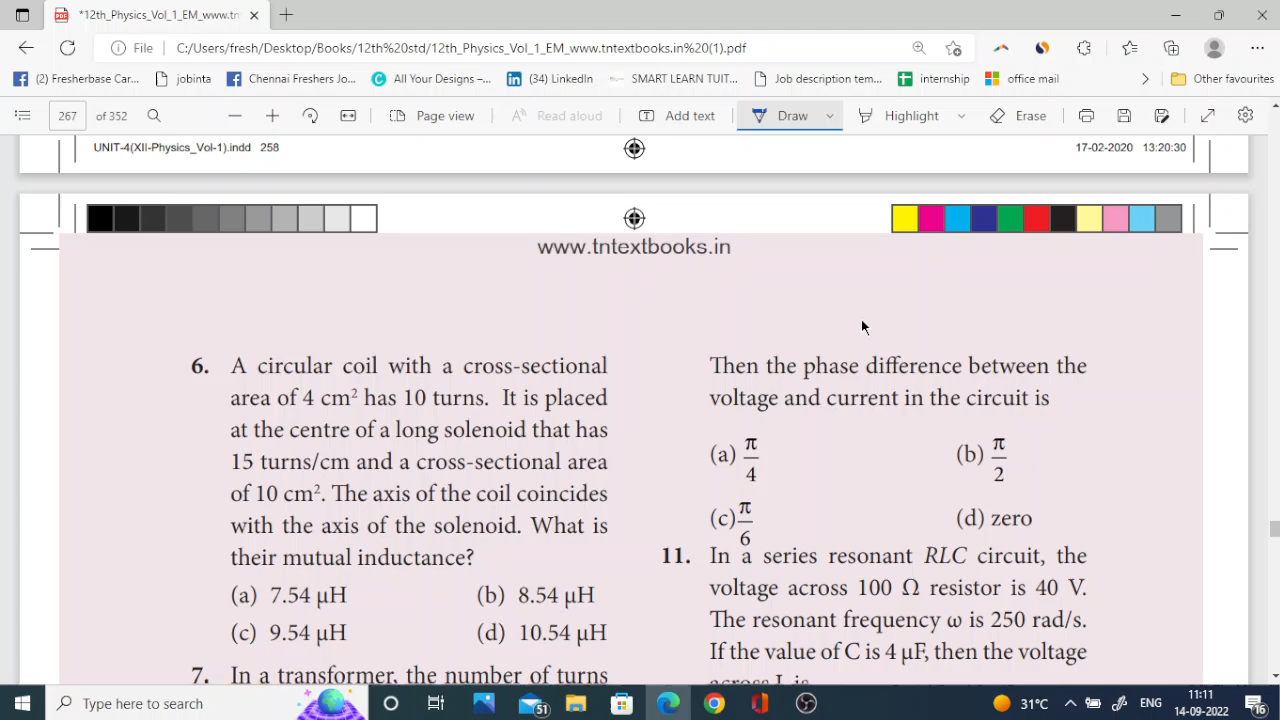 *12th_Physics_Vol_1_EM_www.tn
File C:/Users/fresh/Desktop/Books/12th%20std/12th_Physics_Vol_1_EM_www.tntextbooks.in%20(1).pdf
(2) Fresherbase Car...
jobinta
Chennai Freshers Jo...
All Your Designs –...
(34) LinkedIn
SMART LEARN TUIT...
Job description tem...
internship
office mail
Other favourites
267 of 352
Page view
Read aloud
Add text
Draw
Highlight
Erase
UNIT-4(XII-Physics_Vol-1).indd 258
17-02-2020 13:20:30
www.tntextbooks.in
6. A circular coil with a cross-sectional
area of 4 cm² has 10 turns. It is placed
at the centre of a long solenoid that has
15 turns/cm and a cross-sectional area
of 10 cm². The axis of the coil coincides
with the axis of the solenoid. What is
their mutual inductance?
(a) 7.54 μH (b) 8.54 μH
(c) 9.54 μH (d) 10.54 μH
7. In a transformer, the number of turns
Then the phase difference between the
voltage and current in the circuit is
(a) π/4 (b) π/2
(c) π/6 (d) zero
11. In a series resonant RLC circuit, the
voltage across 100 Ω resistor is 40 V.
The resonant frequency ω is 250 rad/s.
If the value of C is 4 μF, then the voltage
across L is
Type here to search
51
31°C
ENG
11:11
14-09-2022
16